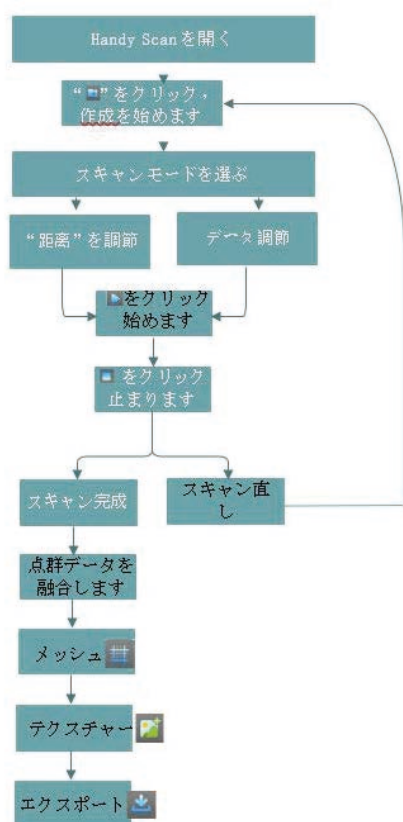 Handy Scanを開く
“ ”をクリック，
作成を始めます
スキャンモードを選ぶ
“距离”を調節
データ調節
をクリック
始めます
をクリック
止まります
スキャン完成
スキャン直
し
点群データを
融合します
メッシュ
テクスチャー
エクスポート